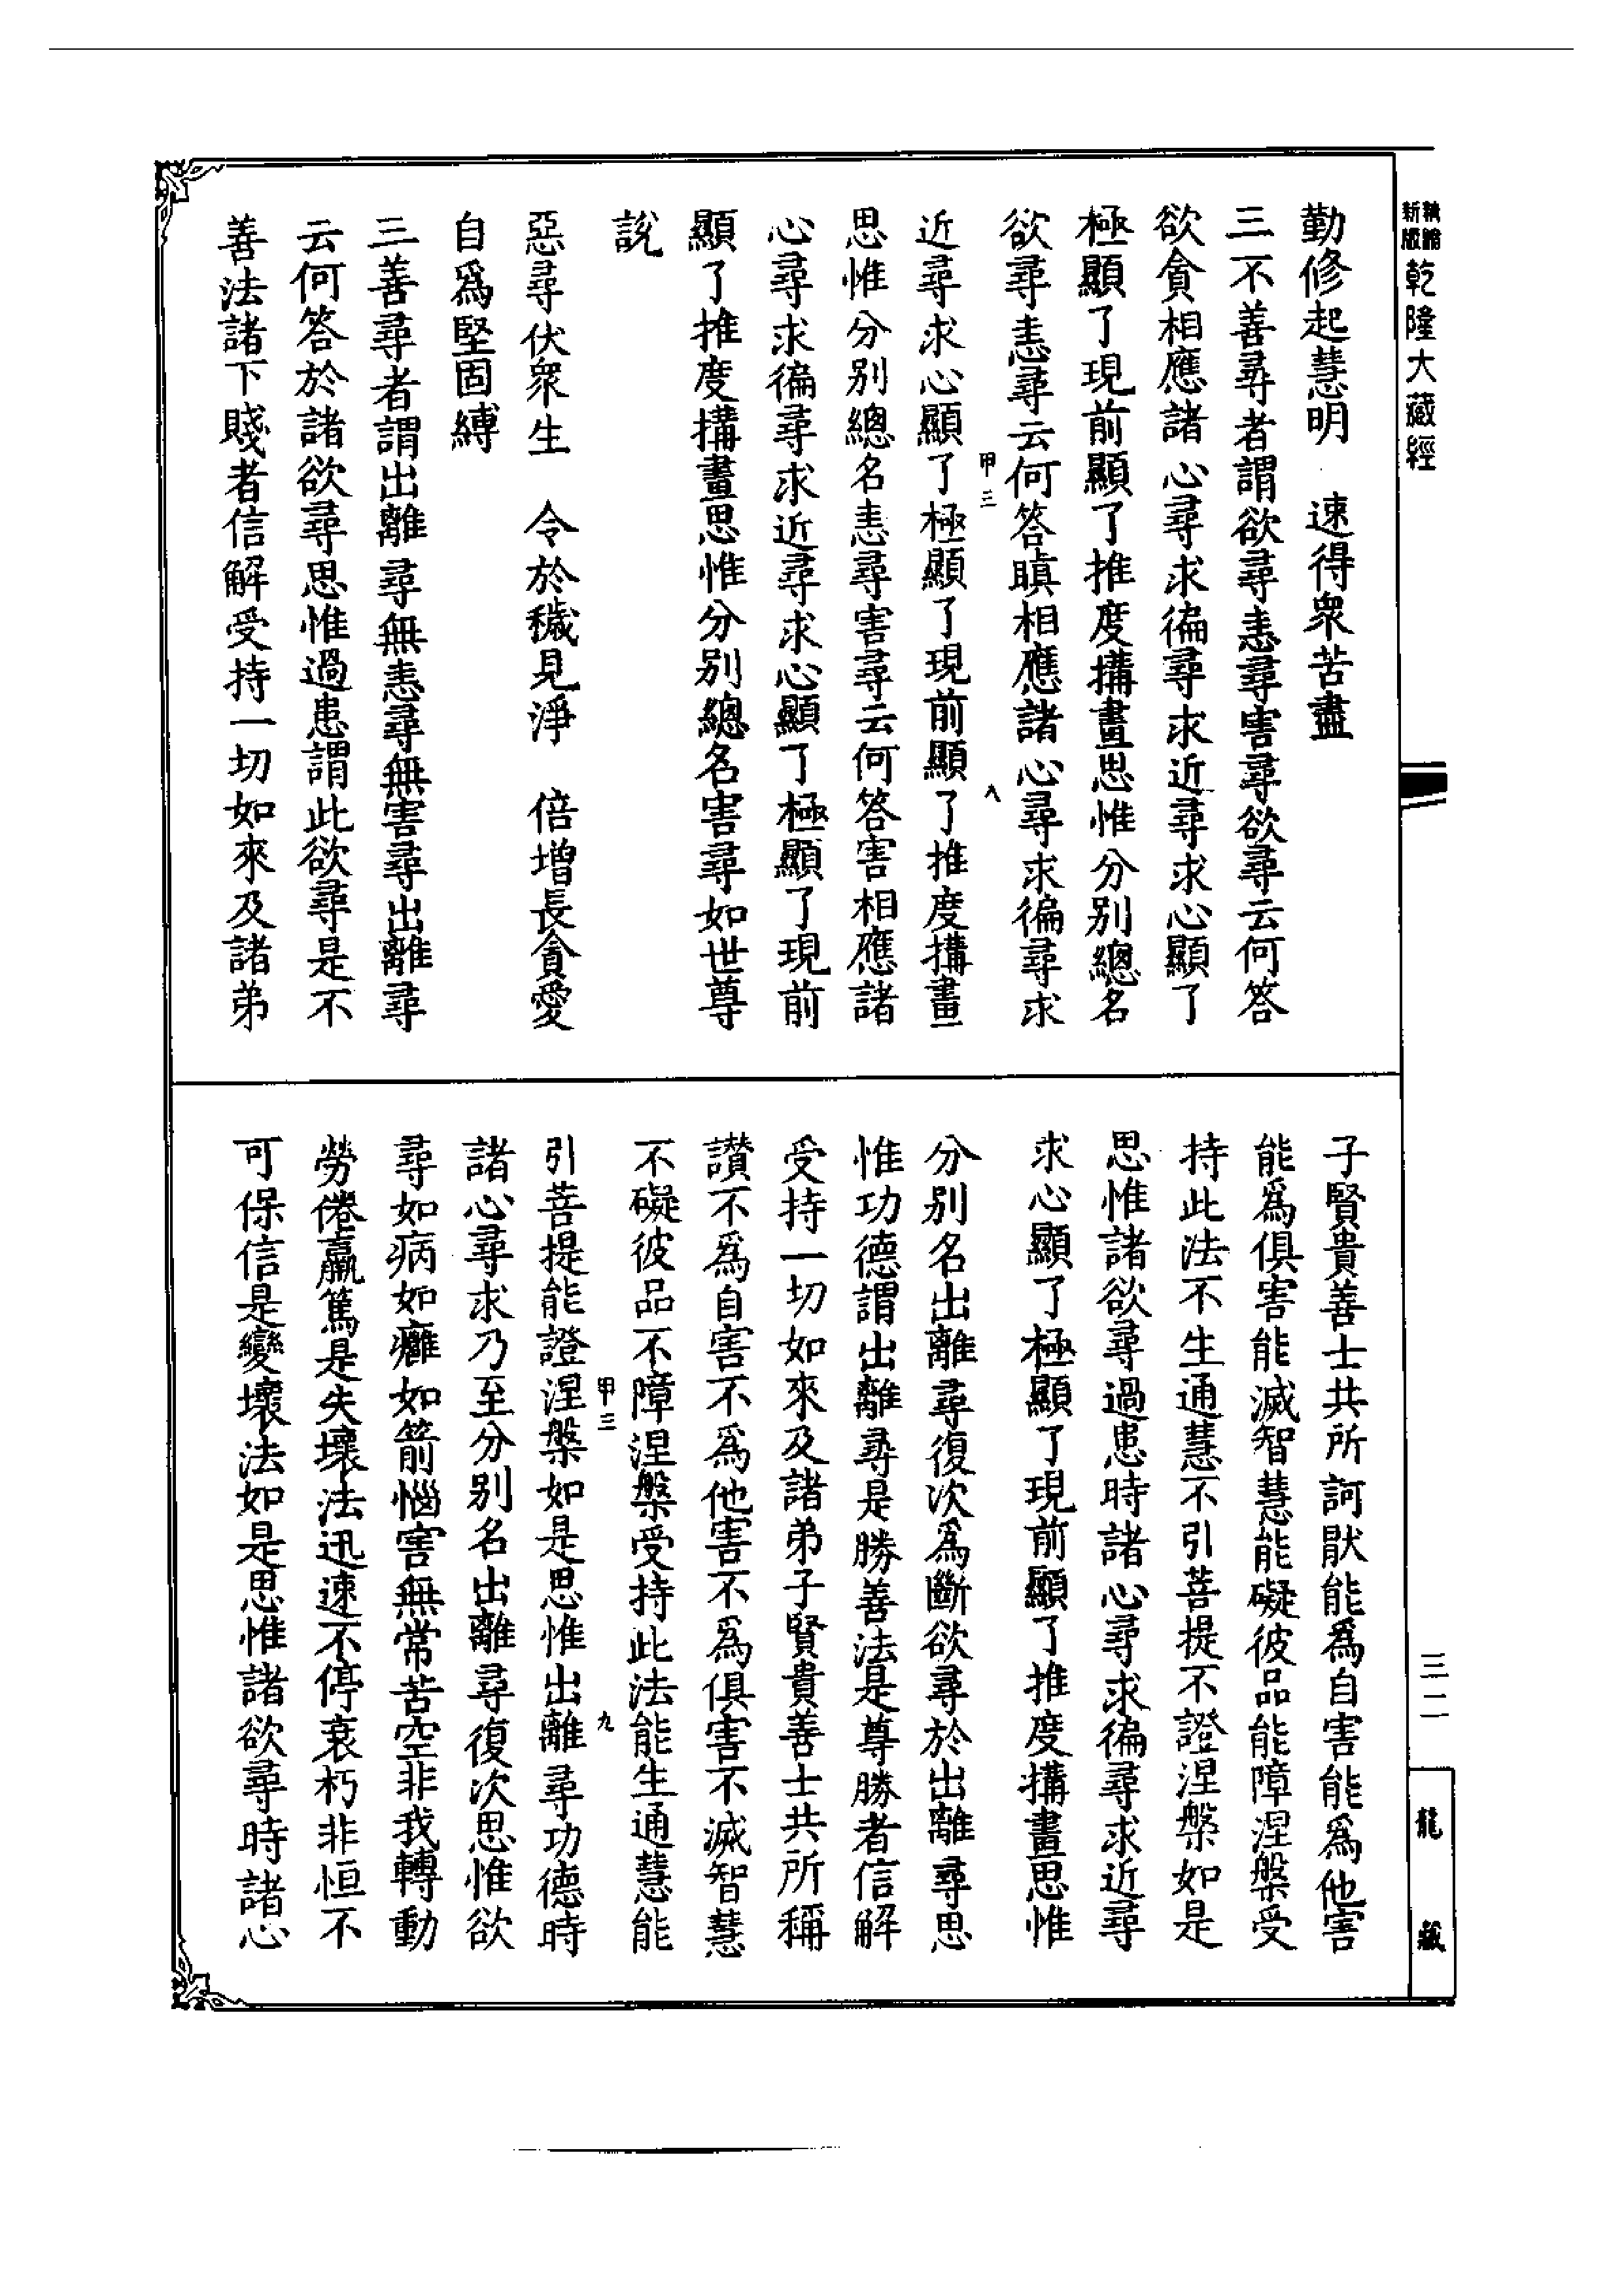 新版
精譜
乾隆大藏經
勤修起慧明　速得衆苦盡
三不善尋者謂欲尋恚尋害尋欲尋云何答
欲貪相應諸心尋求徧尋求近尋求心顯了
極顯了現前顯了推度搆畫思惟分別總名
欲尋恚尋云何答瞋相應諸心尋求徧尋求
甲三
八
近尋求心顯了極顯了現前顯了推度搆畫
思惟分別總名恚尋害尋云何答害相應諸
心尋求徧尋求近尋求心顯了極顯了現前
顯了推度搆畫思惟分別總名害尋如世尊
說
惡尋伏衆生　令於穢見淨　倍增長貪愛
自爲堅固縛
三善尋者謂出離尋無恚尋無害尋出離尋
云何答於諸欲尋思惟過患謂此欲尋是不
善法諸下賤者信解受持一切如來及諸弟
子賢貴善士共所訶猒能爲自害能爲他害
能爲俱害能滅智慧能礙彼品能障涅槃受
持此法不生通慧不引菩提不證涅槃如是
思惟諸欲尋過患時諸心尋求徧尋求近尋
求心顯了極顯了現前顯了推度搆畫思惟
分別名出離尋復次爲斷欲尋於出離尋思
惟功德謂出離尋是勝善法是尊勝者信解
受持一切如來及諸弟子賢貴善士共所稱
讚不爲自害不爲他害不爲俱害不滅智慧
不礙彼品不障涅槃受持此法能生通慧能
甲三
九
引菩提能證涅槃如是思惟出離尋功德時
諸心尋求乃至分別名出離尋復次思惟欲
尋如病如癰如箭惱害無常苦空非我轉動
勞倦羸篤是失壞法迅速不停衰朽非恒不
可保信是變壞法如是思惟諸欲尋時諸心
三二
龍藏